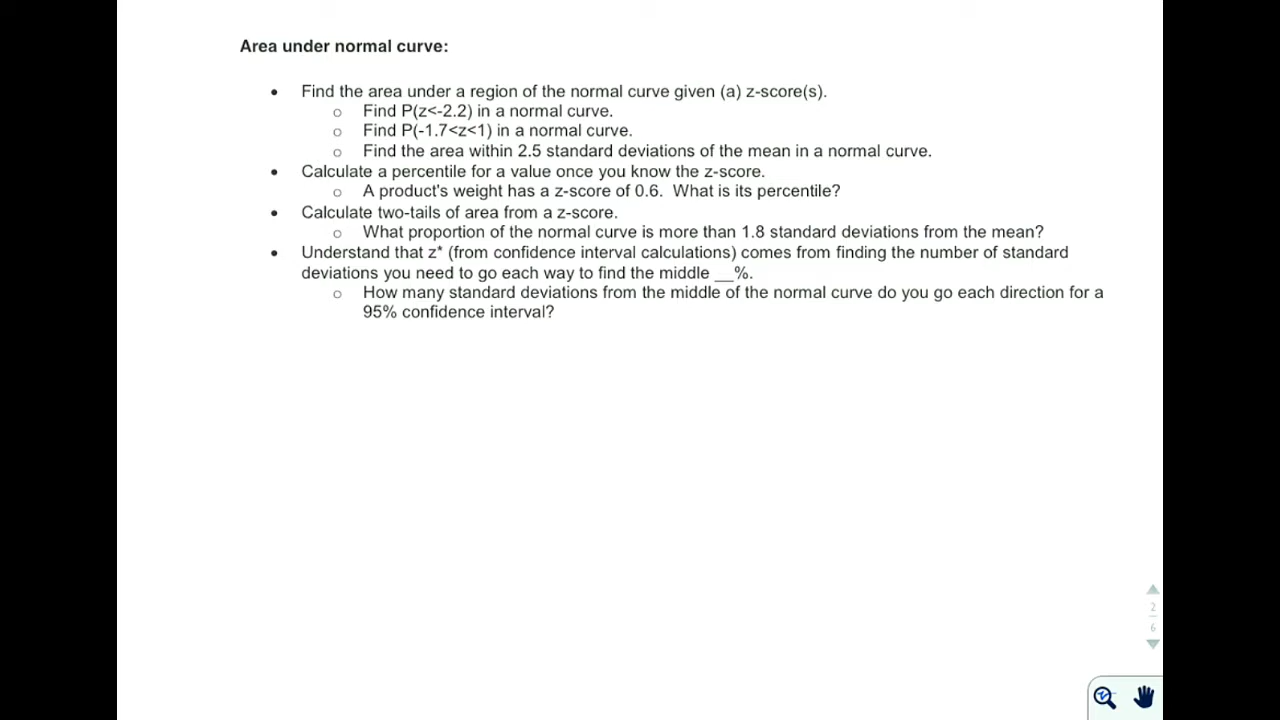 Area under normal curve:
• Find the area under a region of the normal curve given (a) z-score(s).
o Find P(z<-2.2) in a normal curve.
o Find P(-1.7<z<1) in a normal curve.
o Find the area within 2.5 standard deviations of the mean in a normal curve.
• Calculate a percentile for a value once you know the z-score.
o A product's weight has a z-score of 0.6.  What is its percentile?
• Calculate two-tails of area from a z-score.
o What proportion of the normal curve is more than 1.8 standard deviations from the mean?
• Understand that z* (from confidence interval calculations) comes from finding the number of standard
deviations you need to go each way to find the middle __%.
o How many standard deviations from the middle of the normal curve do you go each direction for a
95% confidence interval?
2
6